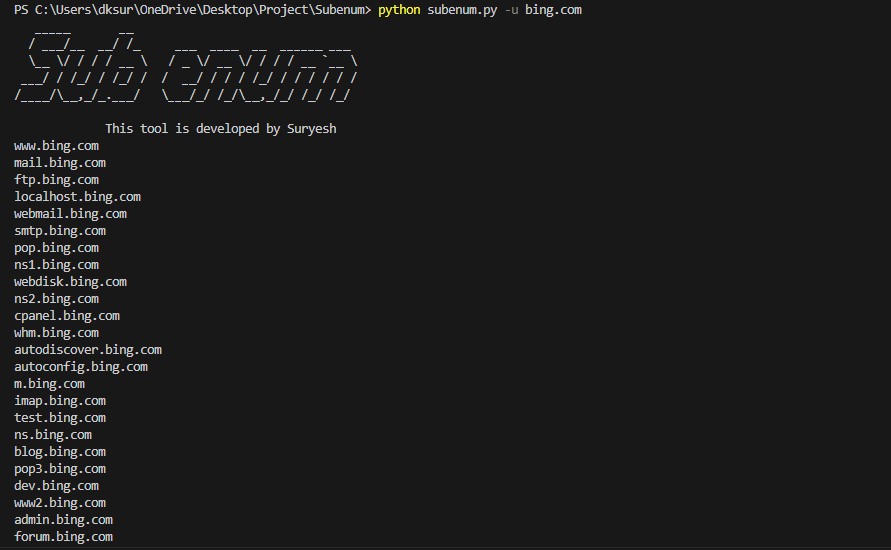 PS C:\Users\dksur\OneDrive\Desktop\Project\Subenum> python subenum.py -u bing.com
Sub enum
This tool is developed by Suryesh
www.bing.com
mail.bing.com
ftp.bing.com
localhost.bing.com
webmail.bing.com
smtp.bing.com
pop.bing.com
ns1.bing.com
webdisk.bing.com
ns2.bing.com
cpanel.bing.com
whm.bing.com
autodiscover.bing.com
autoconfig.bing.com
m.bing.com
imap.bing.com
test.bing.com
ns.bing.com
blog.bing.com
pop3.bing.com
dev.bing.com
www2.bing.com
admin.bing.com
forum.bing.com